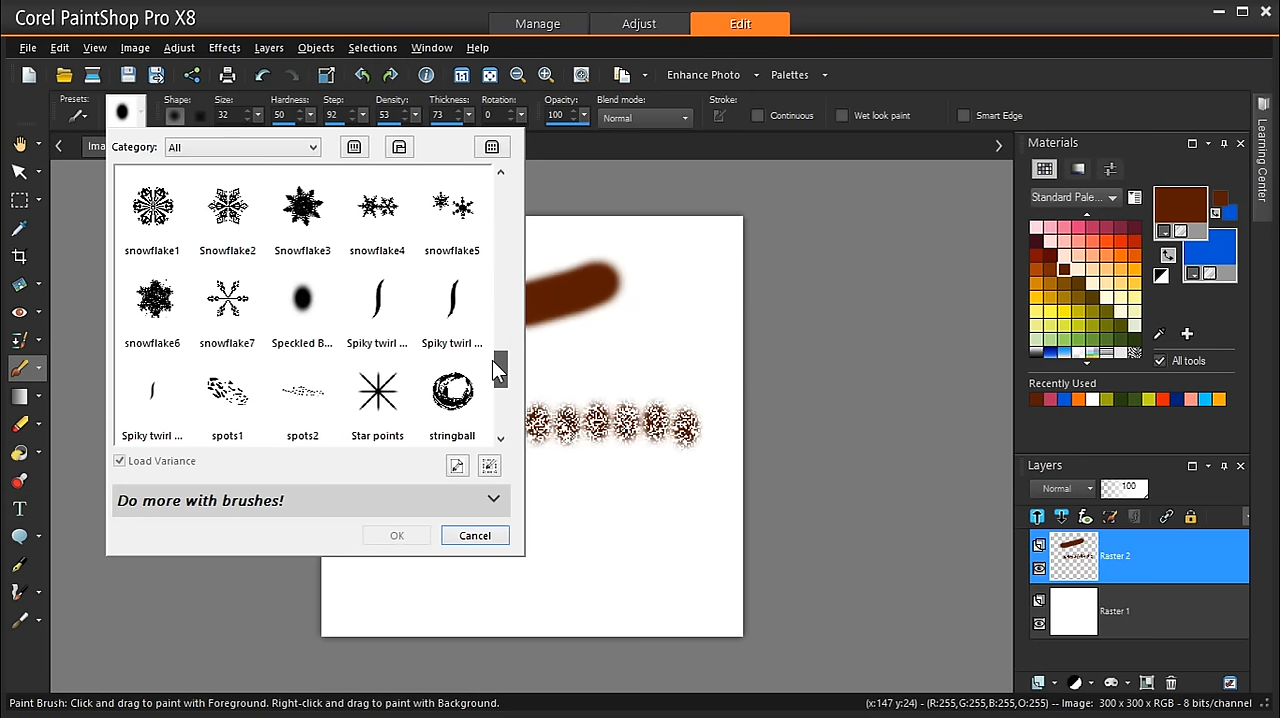 Corel PaintShop Pro X8
Manage
Adjust
Edit
File Edit View Image Adjust Effects Layers Objects Selections Window Help
Enhance Photo
Palettes
Presets: Shape: Size: Hardness: Step: Density: Thickness: Rotation: Opacity: Blend mode: Stroke:
32 50 92 53 73 0 100 Normal Continuous Wet look paint Smart Edge
Category: All
Ima
snowflake1 Snowflake2 Snowflake3 snowflake4 snowflake5
snowflake6 snowflake7 Speckled B... Spiky twirl ... Spiky twirl ...
Spiky twirl ... spots1 spots2 Star points stringball
Load Variance
Do more with brushes!
OK Cancel
Materials
Standard Pale...
All tools
Recently Used
Learning Center
Layers
Normal 100
Raster 2
Raster 1
Paint Brush: Click and drag to paint with Foreground. Right-click and drag to paint with Background.
(x:147 y:24) - (R:255,G:255,B:255,O:255) -- Image: 300 x 300 x RGB - 8 bits/channel